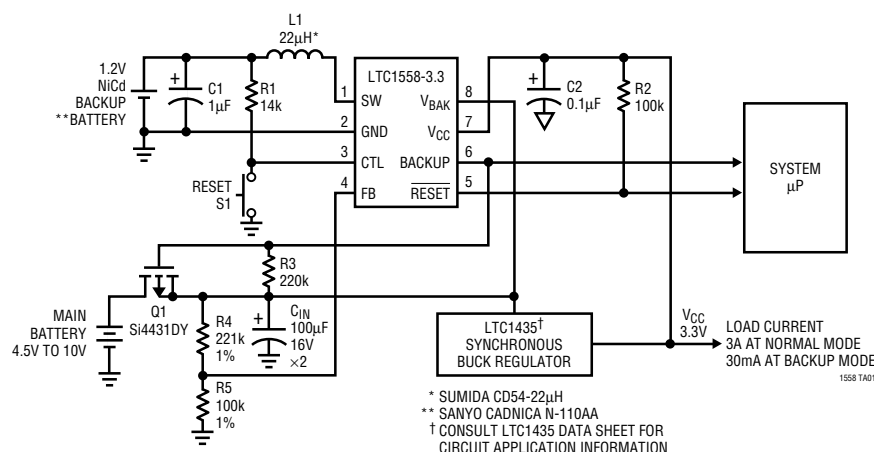 L1
22µH*
1.2V
NiCd
BACKUP
**BATTERY
+
C1
1µF
R1
14k
LTC1558-3.3
1
SW
2
GND
3
CTL
4
FB
8
VBAK
7
VCC
6
BACKUP
5
RESET
+
C2
0.1µF
R2
100k
SYSTEM
µP
RESET
S1
R3
220k
MAIN
BATTERY
4.5V TO 10V
Q1
Si4431DY
R4
221k
1%
+
CIN
100µF
16V
×2
R5
100k
1%
LTC1435†
SYNCHRONOUS
BUCK REGULATOR
VCC
3.3V
LOAD CURRENT
3A AT NORMAL MODE
30mA AT BACKUP MODE
1558 TA01
* SUMIDA CD54-22µH
** SANYO CADNICA N-110AA
† CONSULT LTC1435 DATA SHEET FOR
CIRCUIT APPLICATION INFORMATION